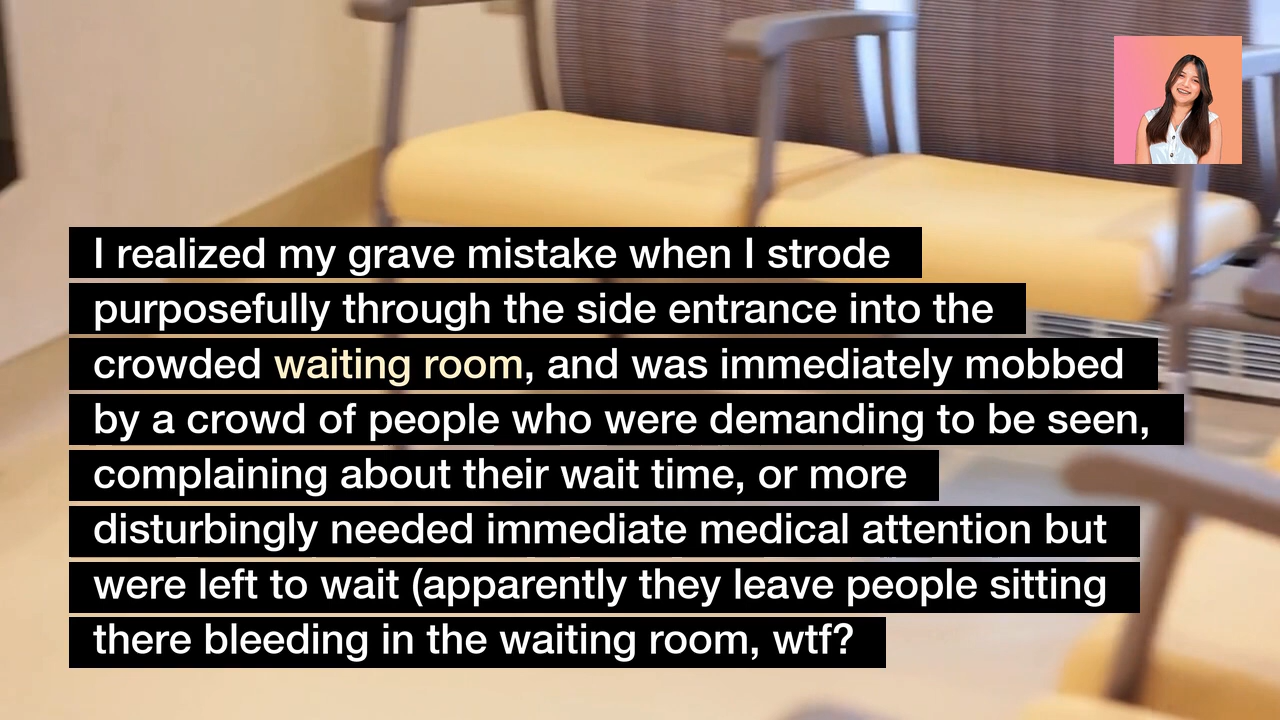 I realized my grave mistake when I strode
purposefully through the side entrance into the
crowded waiting room, and was immediately mobbed
by a crowd of people who were demanding to be seen,
complaining about their wait time, or more
disturbingly needed immediate medical attention but
were left to wait (apparently they leave people sitting
there bleeding in the waiting room, wtf?